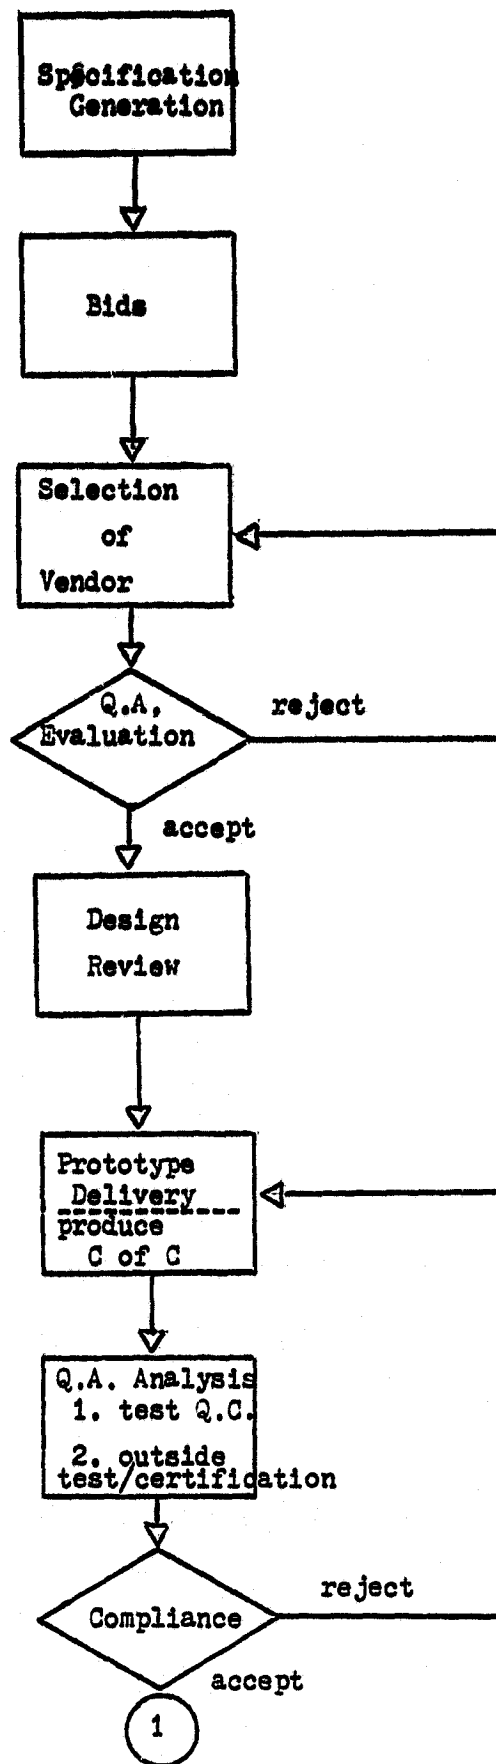 Specification
Generation
Bids
Selection
of
Vendor
Q.A.
Evaluation
reject
accept
Design
Review
Prototype
Delivery
produce
C of C
Q.A. Analysis
1. test Q.C.
2. outside
test/certification
reject
Compliance
accept
1